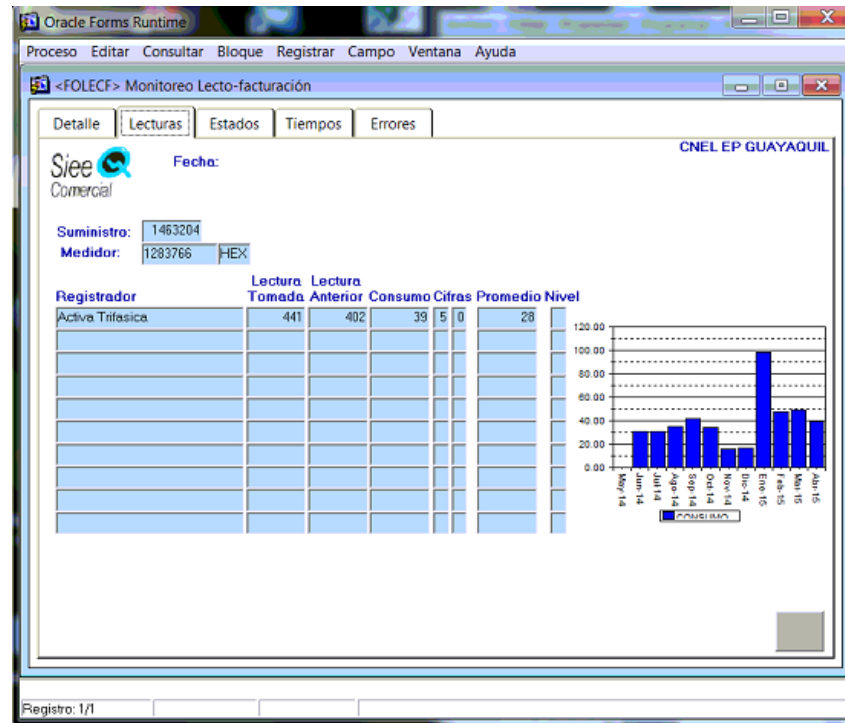 Oracle Forms Runtime
Proceso Editar Consultar Bloque Registrar Campo Ventana Ayuda
<FOLECF> Monitoreo Lecto-facturación
Detalle Lecturas Estados Tiempos Errores
CNEL EP GUAYAQUIL
Siee Comercial
Fecha:
Suministro: 1463204
Medidor: 1283766 HEX
Registrador Lectura Tomada Lectura Anterior Consumo Cifras Promedio Nivel
Activa Trifasica 441 402 39 5 0 28
120.00
100.00
80.00
60.00
40.00
20.00
0.00
May-14 Jun-14 Jul-14 Ago-14 Sep-14 Oct-14 Nov-14 Dic-14 Ene-15 Feb-15 Mar-15 Abr-15
CONSUMO
Registro: 1/1